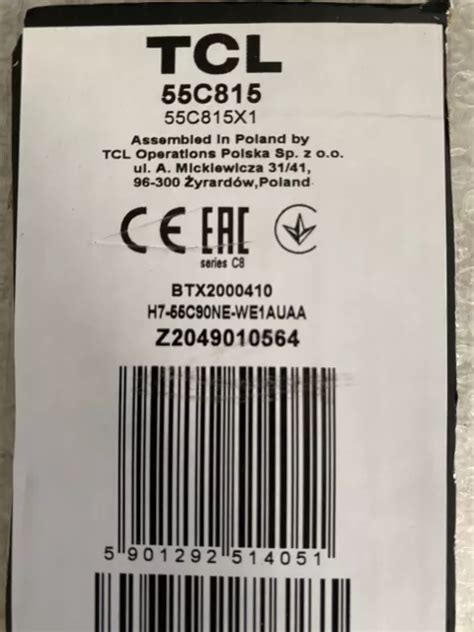 TCL
55C815
55C815X1
Assembled in Poland by
TCL Operations Polska Sp. z o.o.
ul. A. Mickiewicza 31/41,
96-300 Żyrardów,Poland
CE EAC
series C8
BTX2000410
H7-55C90NE-WE1AUAA
Z2049010564
5 901292 514051